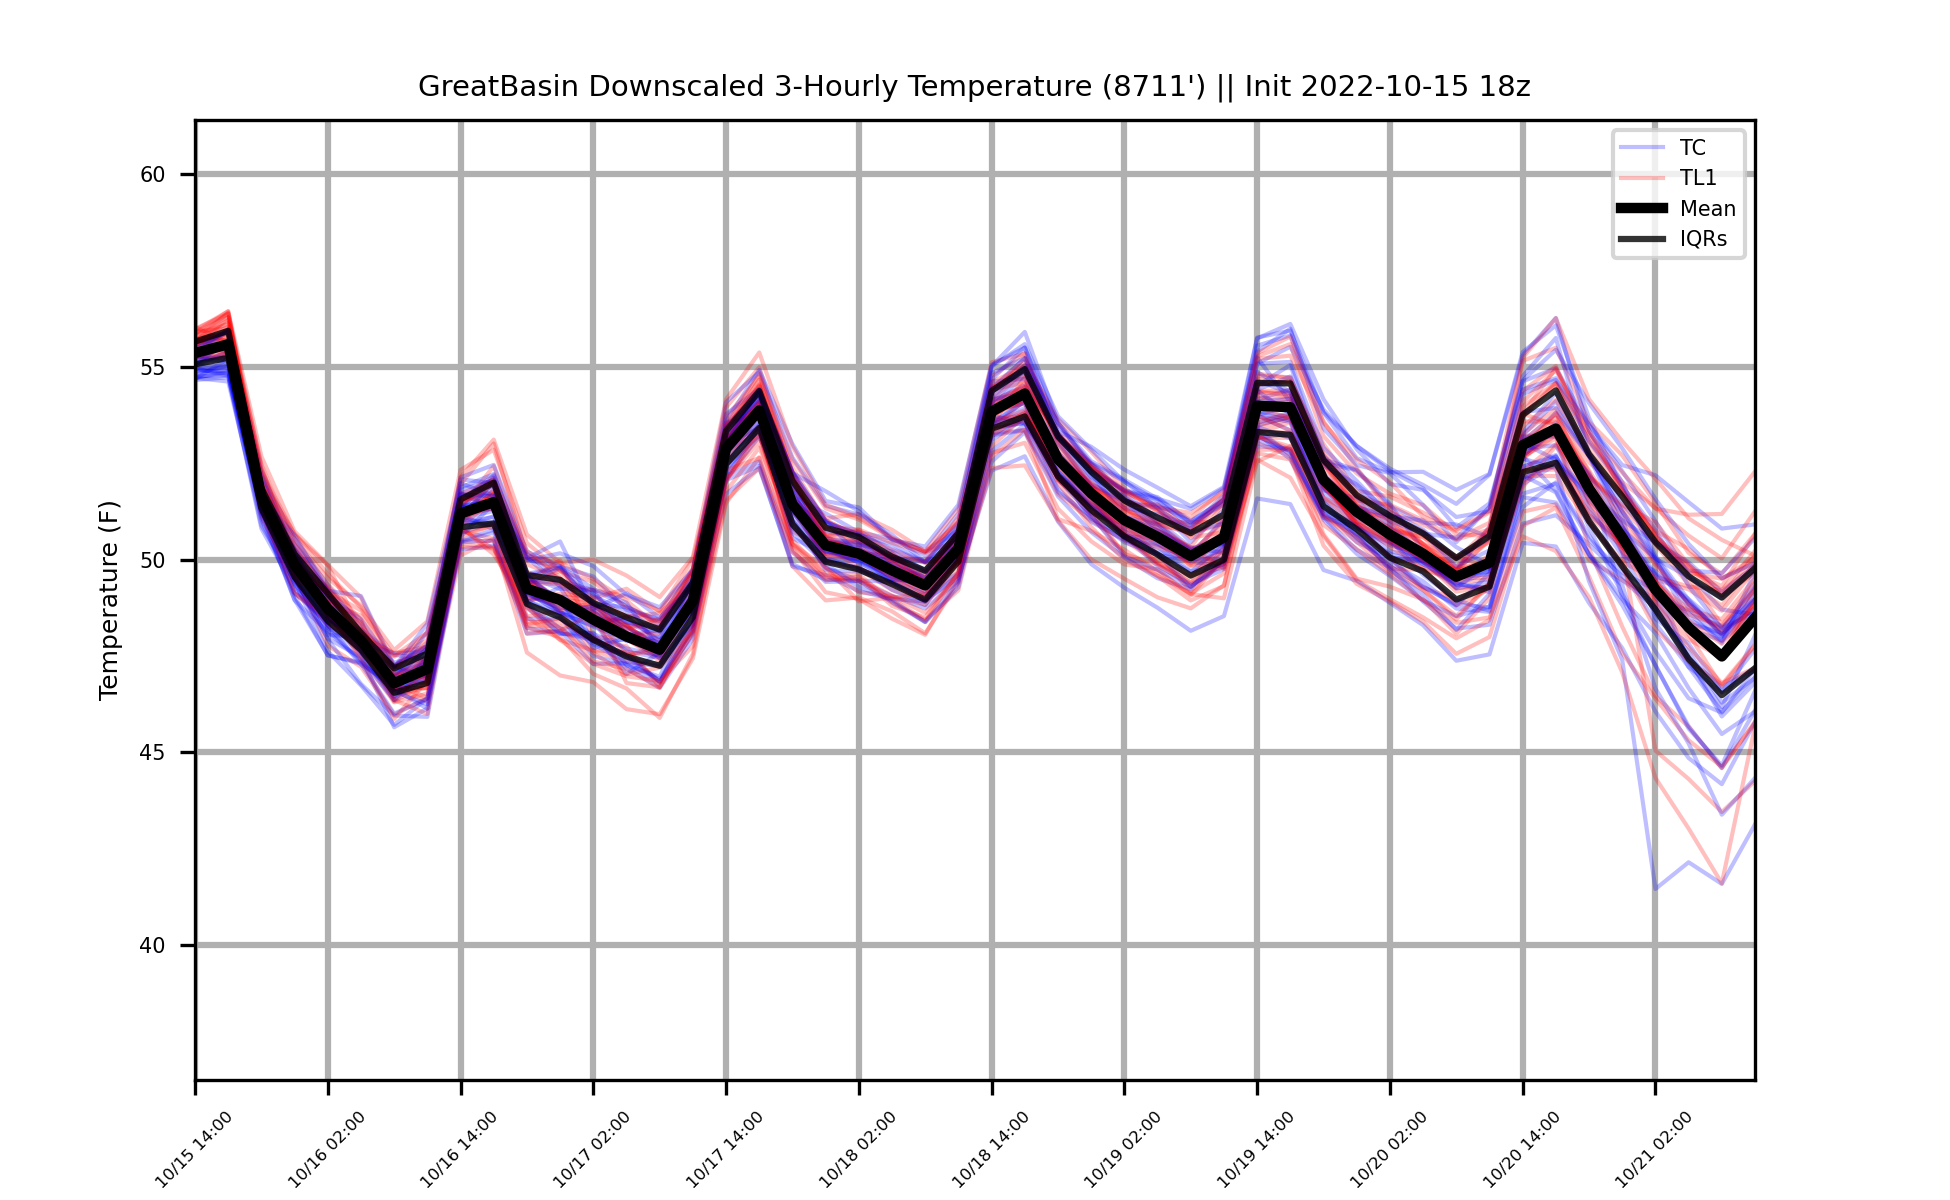 GreatBasin Downscaled 3-Hourly Temperature (8711') || Init 2022-10-15 18z
TC
TL1
Mean
IQRs
Temperature (F)
60
55
50
45
40
10/15 14:00
10/16 02:00
10/16 14:00
10/17 02:00
10/17 14:00
10/18 02:00
10/18 14:00
10/19 02:00
10/19 14:00
10/20 02:00
10/20 14:00
10/21 02:00